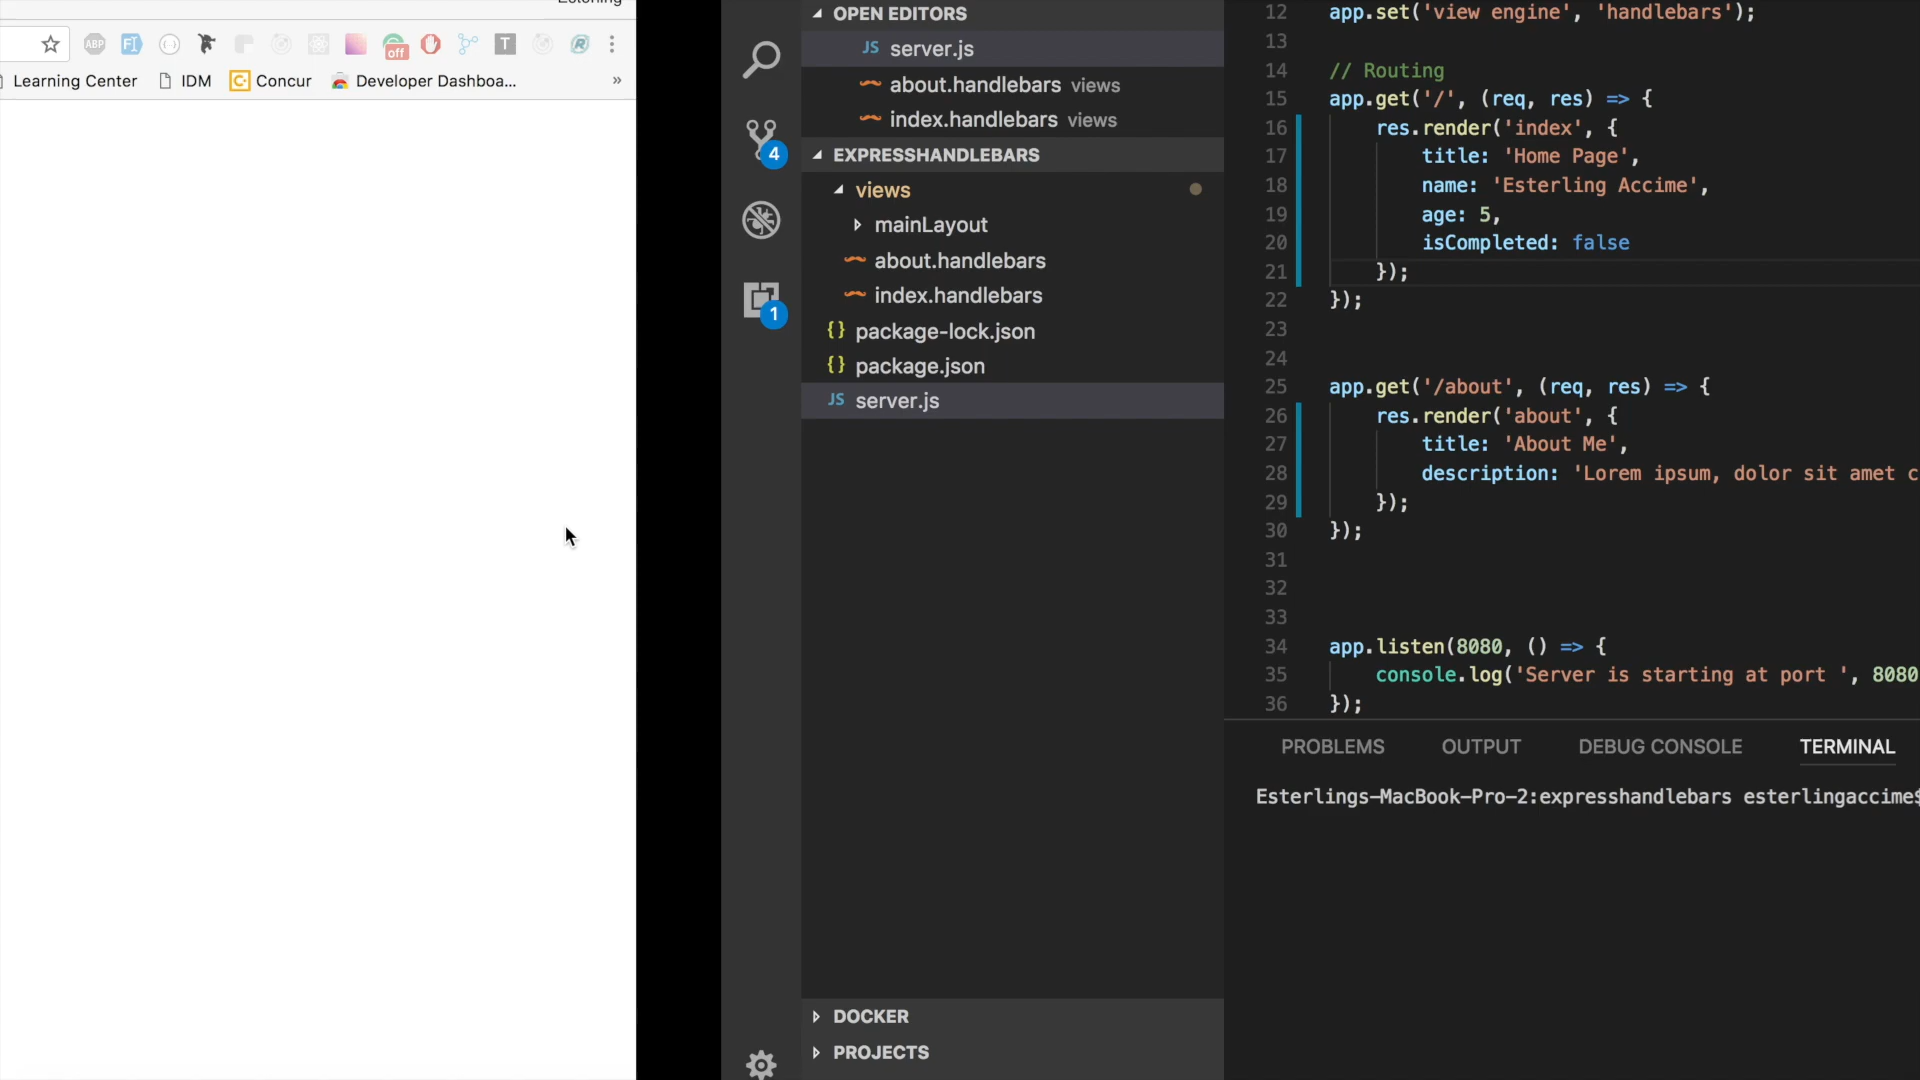 ABP
FI
off
T
Learning Center
IDM
Concur
Developer Dashboa...
»
4
1
OPEN EDITORS
JS server.js
about.handlebars views
index.handlebars views
EXPRESSHANDLEBARS
views
mainLayout
about.handlebars
index.handlebars
{} package-lock.json
{} package.json
JS server.js
DOCKER
PROJECTS
12 app.set('view engine', 'handlebars');
13
14 // Routing
15 app.get('/', (req, res) => {
16 res.render('index', {
17 title: 'Home Page',
18 name: 'Esterling Accime',
19 age: 5,
20 isCompleted: false
21 });
22 });
23
24
25 app.get('/about', (req, res) => {
26 res.render('about', {
27 title: 'About Me',
28 description: 'Lorem ipsum, dolor sit amet c
29 });
30 });
31
32
33
34 app.listen(8080, () => {
35 console.log('Server is starting at port ', 8080
36 });
PROBLEMS
OUTPUT
DEBUG CONSOLE
TERMINAL
Esterlings-MacBook-Pro-2:expresshandlebars esterlingaccime$